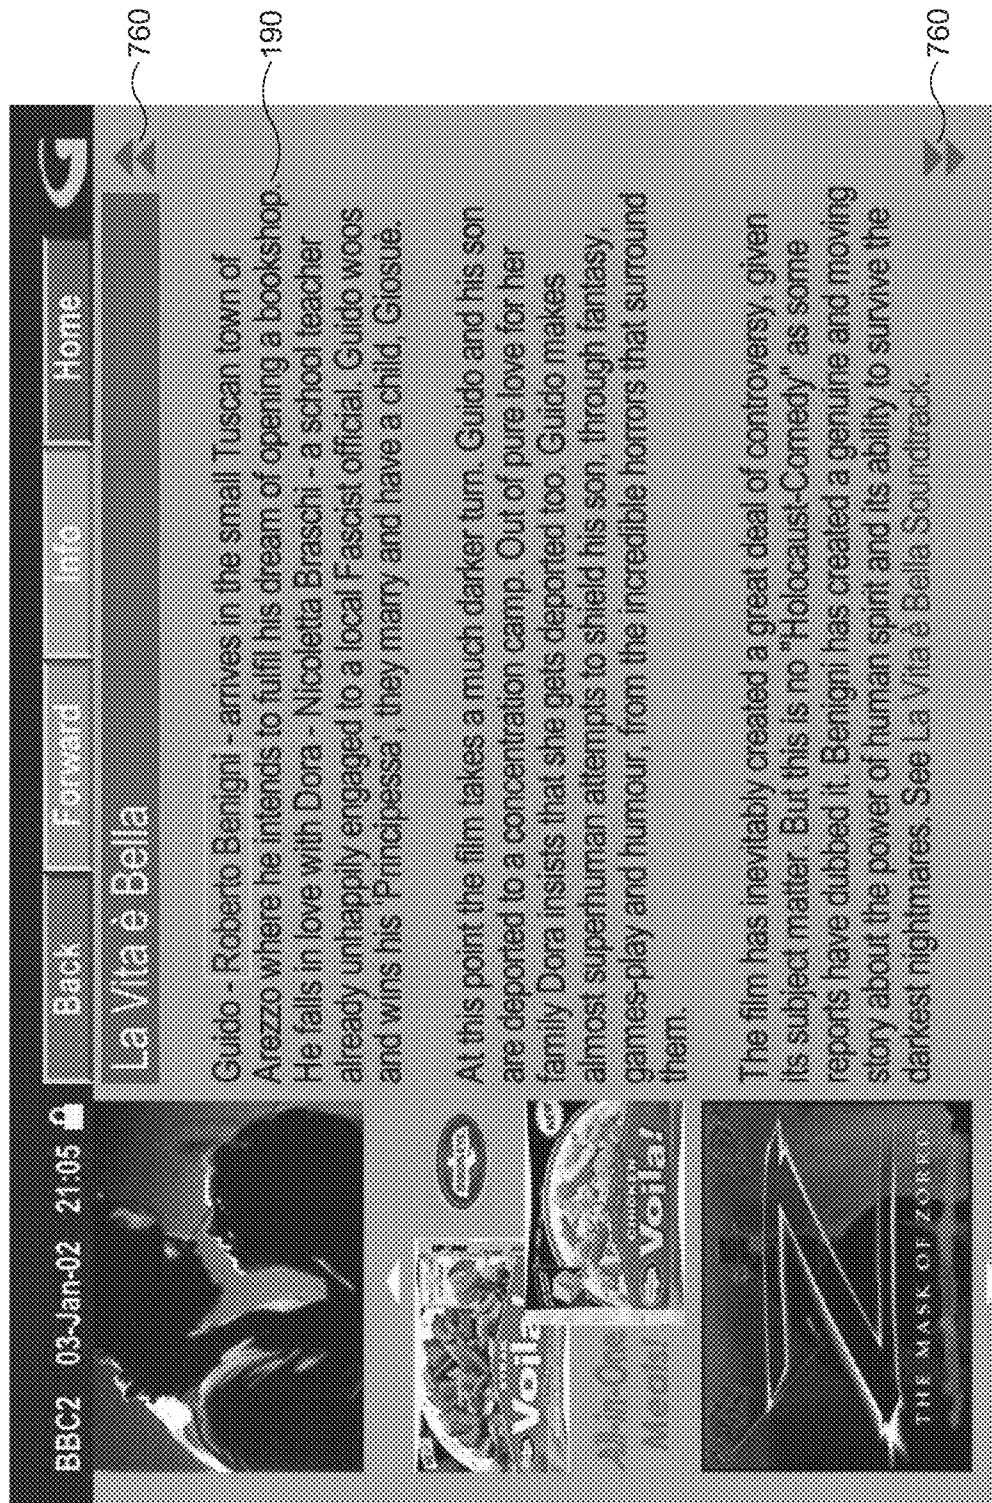 BBC2 03-Jan-02 21:05
Back Forward Info Home
La Vita è Bella
760
Guido - Roberto Benigni - arrives in the small Tuscan town of
Arezzo where he intends to fulfil his dream of opening a bookshop.
190
He falls in love with Dora - Nicoletta Braschi - a school teacher
already unhappily engaged to a local Fascist official. Guido woos
and wins his 'Principessa', they marry and have a child, Giosué.
At this point the film takes a much darker turn. Guido and his son
are deported to a concentration camp. Out of pure love for her
family Dora insists that she gets deported too. Guido makes
almost superhuman attempts to shield his son, through fantasy,
games-play and humour, from the incredible horrors that surround
them.
The film has inevitably created a great deal of controversy, given
its subject matter. But this is no "Holocaust-Comedy" as some
reports have dubbed it. Benigni has created a genuine and moving
story about the power of human spirit and its ability to survive the
darkest nightmares. See La Vita è Bella Soundtrack.
760
Voila!
Voila!
THE MASK OF ZORRO